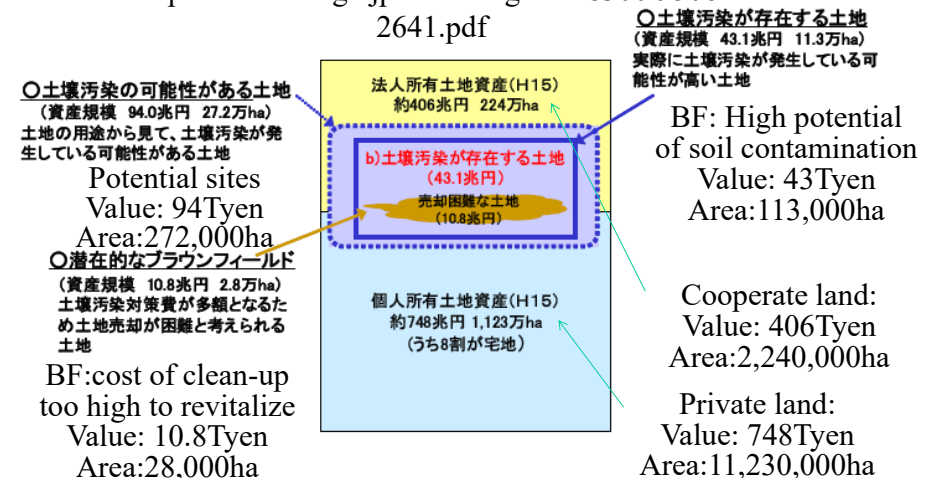 2641.pdf
〇土壌汚染の可能性がある土地
(資産規模 94.0兆円 27.2万ha)
土地の用途から見て、土壌汚染が発
生している可能性がある土地
Potential sites
Value: 94Tyen
Area:272,000ha
〇潜在的なブラウンフィールド
(資産規模 10.8兆円 2.8万ha)
土壌汚染対策費が多額となるた
め土地売却が困難と考えられる
土地
BF:cost of clean-up
too high to revitalize
Value: 10.8Tyen
Area:28,000ha
法人所有土地資産(H15)
約406兆円 224万ha
b)土壌汚染が存在する土地
(43.1兆円)
売却困難な土地
(10.8兆円)
個人所有土地資産(H15)
約748兆円 1,123万ha
(うち8割が宅地)
〇土壌汚染が存在する土地
(資産規模 43.1兆円 11.3万ha)
実際に土壌汚染が発生している可
能性が高い土地
BF: High potential
of soil contamination
Value: 43Tyen
Area:113,000ha
Cooperate land:
Value: 406Tyen
Area:2,240,000ha
Private land:
Value: 748Tyen
Area:11,230,000ha